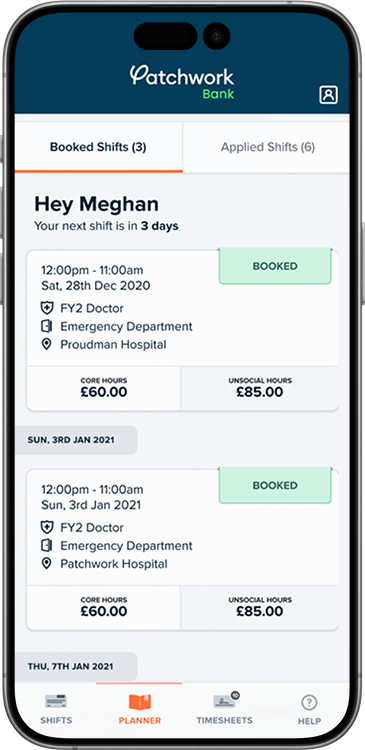 Patchwork
Bank
Booked Shifts (3)
Applied Shifts (6)
Hey Meghan
Your next shift is in 3 days
BOOKED
12:00pm - 11:00am
Sat, 28th Dec 2020
FY2 Doctor
Emergency Department
Proudman Hospital
CORE HOURS
£60.00
UNSOCIAL HOURS
£85.00
SUN, 3RD JAN 2021
BOOKED
12:00pm - 11:00am
Sun, 3rd Jan 2021
FY2 Doctor
Emergency Department
Patchwork Hospital
CORE HOURS
£60.00
UNSOCIAL HOURS
£85.00
THU, 7TH JAN 2021
SHIFTS
PLANNER
10
TIMESHEETS
?
HELP